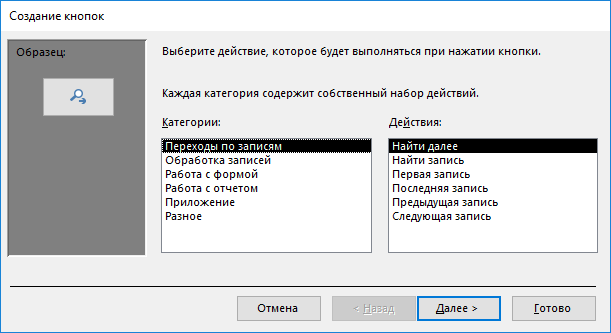 Создание кнопок
Образец:
Выберите действие, которое будет выполняться при нажатии кнопки.
Каждая категория содержит собственный набор действий.
Категории:
Переходы по записям
Обработка записей
Работа с формой
Работа с отчетом
Приложение
Разное
Действия:
Найти далее
Найти запись
Первая запись
Последняя запись
Предыдущая запись
Следующая запись
Отмена
< Назад
Далее >
Готово